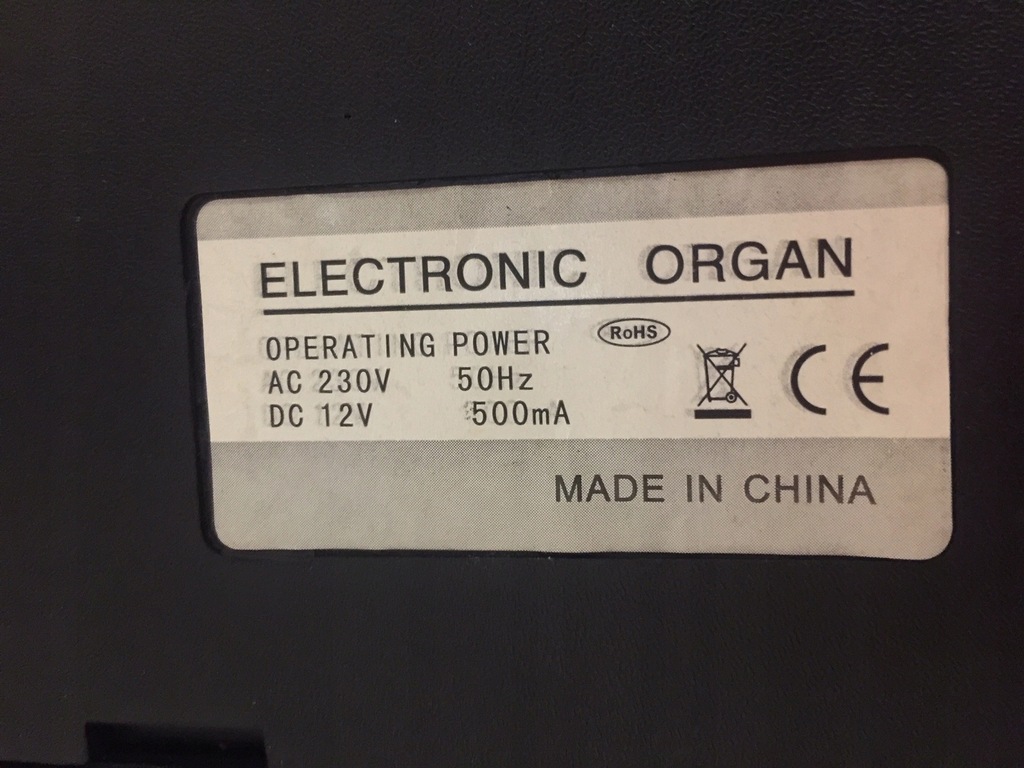 ELECTRONIC ORGAN
OPERATING POWER
RoHS
AC 230V 50Hz
DC 12V 500mA
CE
MADE IN CHINA